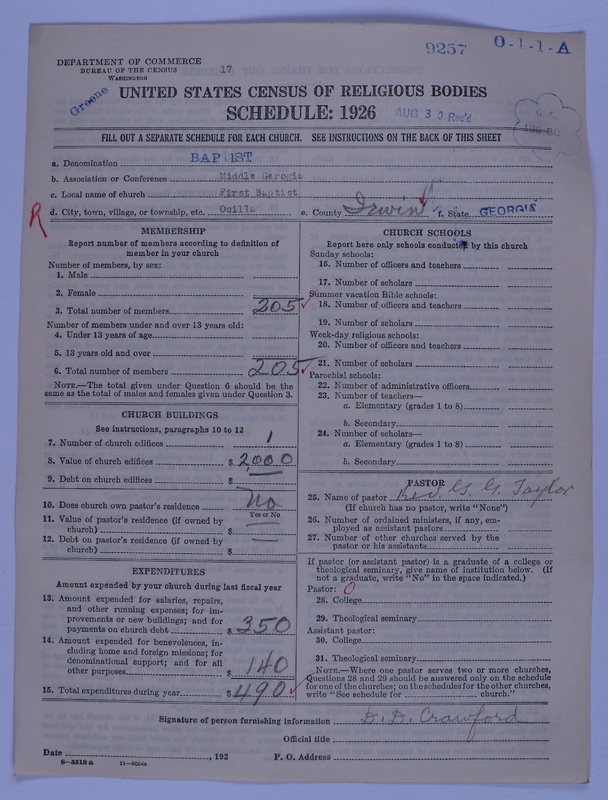 9257 0-1-1-A
DEPARTMENT OF COMMERCE
BUREAU OF THE CENSUS 17
WASHINGTON
Greene
UNITED STATES CENSUS OF RELIGIOUS BODIES
SCHEDULE: 1926 AUG 30 Rec'd
FILL OUT A SEPARATE SCHEDULE FOR EACH CHURCH. SEE INSTRUCTIONS ON THE BACK OF THIS SHEET
a. Denomination BAPTIST
b. Association or Conference Middle Gerogia
c. Local name of church First Baptist
R d. City, town, village, or township, etc. Ocilla e. County Irwin f. State GEORGIA
MEMBERSHIP
Report number of members according to definition of
member in your church
Number of members, by sex:
1. Male
2. Female
3. Total number of members 205
Number of members under and over 13 years old:
4. Under 13 years of age
5. 13 years old and over
6. Total number of members 205
NOTE.—The total given under Question 6 should be the
same as the total of males and females given under Question 3.
CHURCH BUILDINGS
See instructions, paragraphs 10 to 12
7. Number of church edifices 1
8. Value of church edifices $ 2000
9. Debt on church edifices $
10. Does church own pastor's residence? No
Yes or No
11. Value of pastor's residence (if owned by
church) $
12. Debt on pastor's residence (if owned by
church) $
EXPENDITURES
Amount expended by your church during last fiscal year
13. Amount expended for salaries, repairs,
and other running expenses; for im-
provements or new buildings; and for
payments on church debt $ 350
14. Amount expended for benevolences, in-
cluding home and foreign missions; for
denominational support; and for all
other purposes $ 140
15. Total expenditures during year $ 490
CHURCH SCHOOLS
Report here only schools conducted by this church
Sunday schools:
16. Number of officers and teachers
17. Number of scholars
Summer vacation Bible schools:
18. Number of officers and teachers
19. Number of scholars
Week-day religious schools:
20. Number of officers and teachers
21. Number of scholars
Parochial schools:
22. Number of administrative officers
23. Number of teachers—
a. Elementary (grades 1 to 8)
b. Secondary
24. Number of scholars—
a. Elementary (grades 1 to 8)
b. Secondary
PASTOR
25. Name of pastor Rev. G. G. Taylor
(If church has no pastor, write "None")
26. Number of ordained ministers, if any, em-
ployed as assistant pastors
27. Number of other churches served by the
pastor or his assistants
If pastor (or assistant pastor) is a graduate of a college or
theological seminary, give name of institution below. (If
not a graduate, write "No" in the space indicated.)
Pastor: 0
28. College
29. Theological seminary
Assistant pastor:
30. College
31. Theological seminary
NOTE.—Where one pastor serves two or more churches,
Questions 28 and 29 should be answered only on the schedule
for one of the churches; on the schedules for the other churches,
write "See schedule for church."
Signature of person furnishing information D. D. Crawford
Official title
Date , 192 P. O. Address
8—5518 a